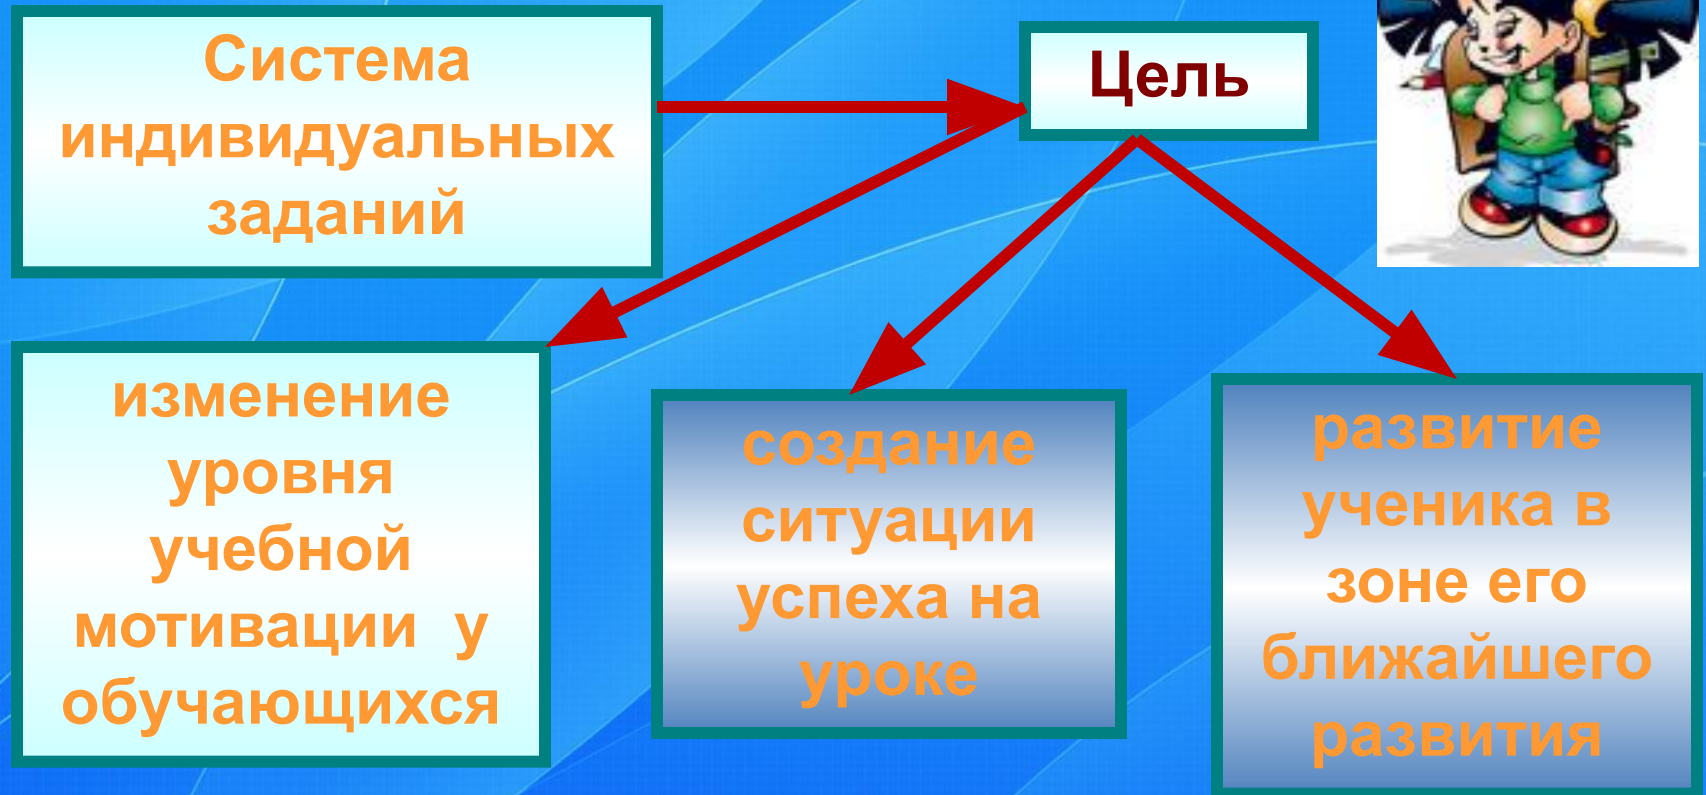 Система
индивидуальных
заданий
Цель
изменение
уровня
учебной
мотивации у
обучающихся
создание
ситуации
успеха на
уроке
развитие
ученика в
зоне его
ближайшего
развития